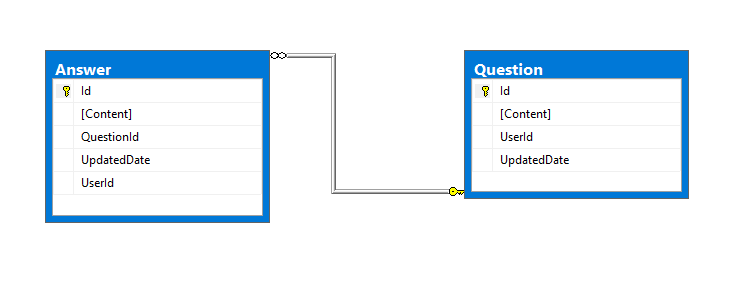 Answer
Id
[Content]
QuestionId
UpdatedDate
UserId
Question
Id
[Content]
UserId
UpdatedDate